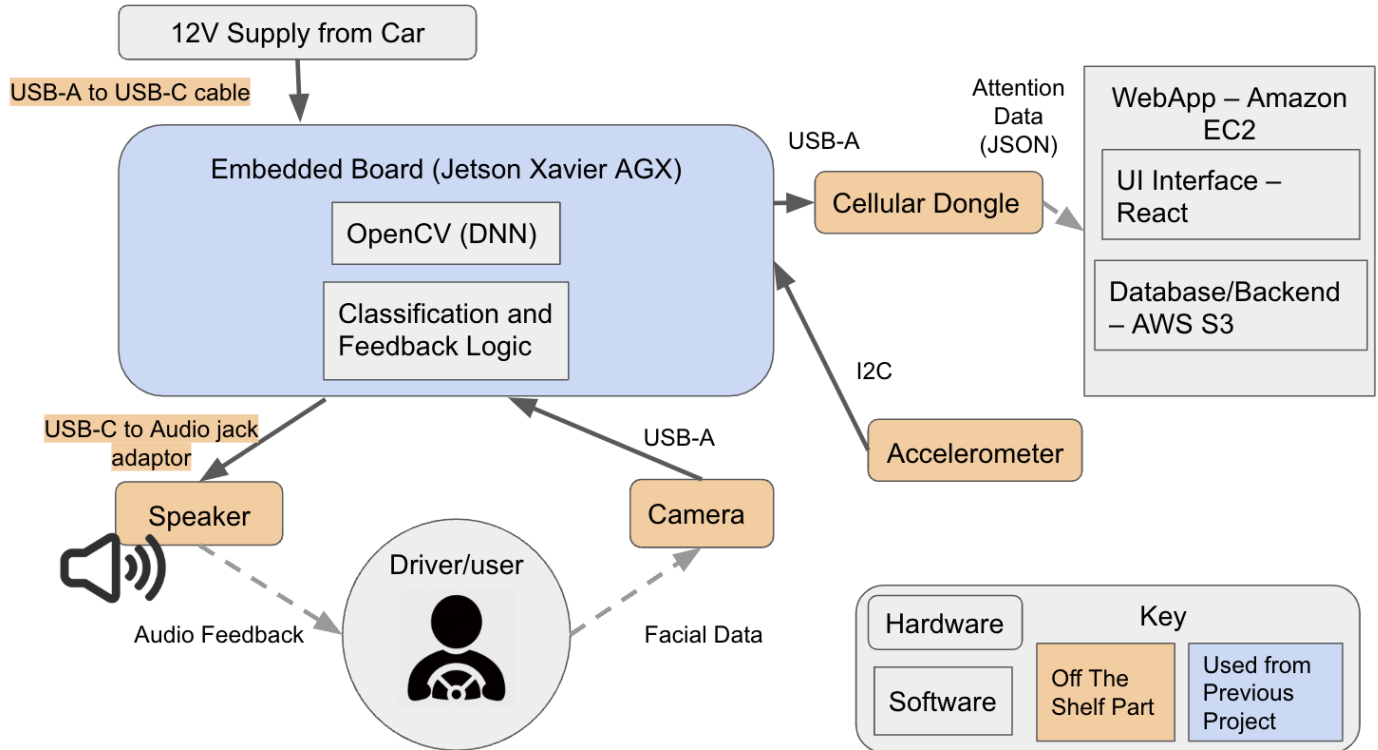 12V Supply from Car
USB-A to USB-C cable
Embedded Board (Jetson Xavier AGX)
OpenCV (DNN)
Classification and
Feedback Logic
USB-A
Cellular Dongle
Attention
Data
(JSON)
WebApp – Amazon
EC2
UI Interface –
React
Database/Backend
– AWS S3
I2C
Accelerometer
USB-C to Audio jack
adaptor
Speaker
USB-A
Camera
Driver/user
Audio Feedback
Facial Data
Key
Hardware
Software
Off The
Shelf Part
Used from
Previous
Project